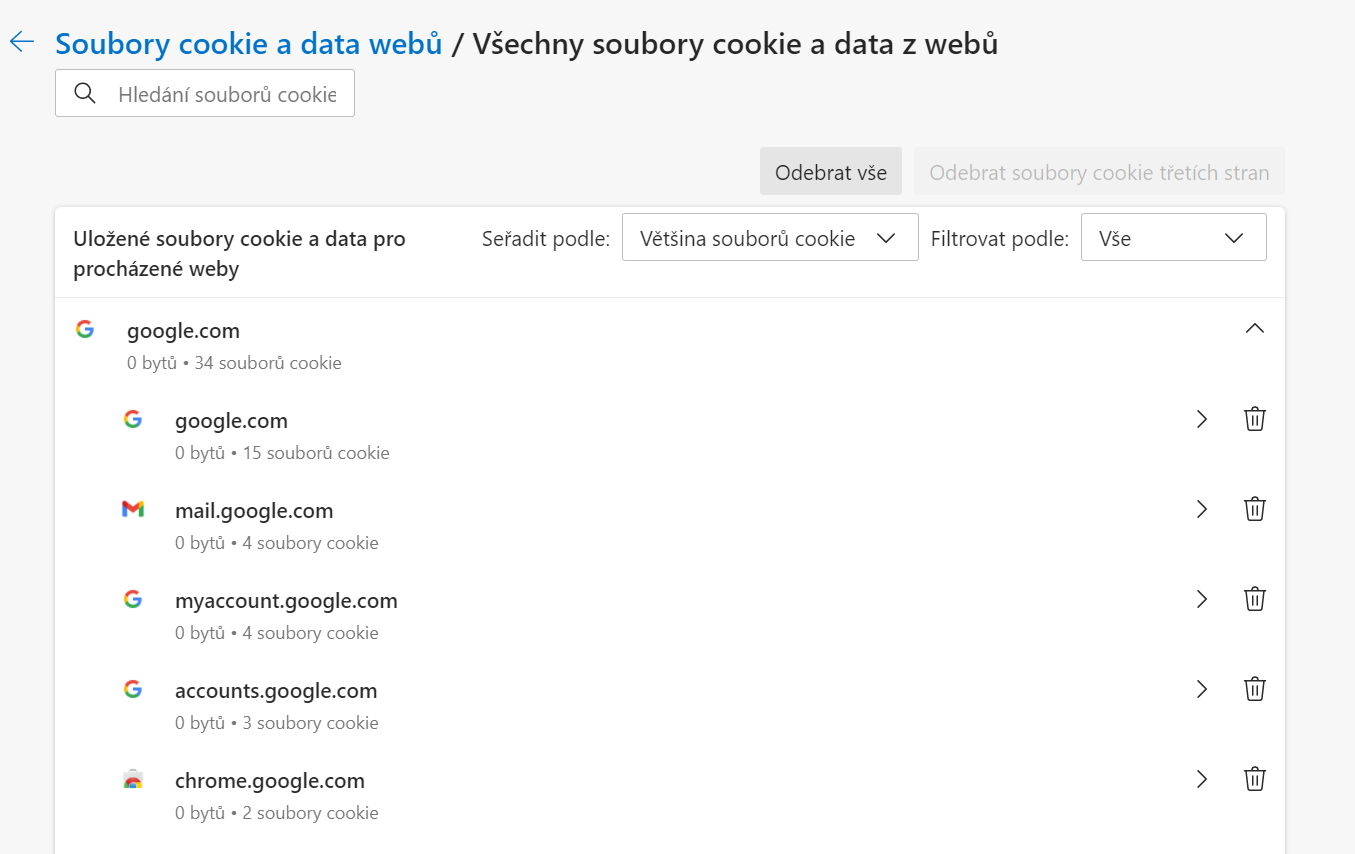 Soubory cookie a data webů / Všechny soubory cookie a data z webů
Hledání souborů cookie
Odebrat vše
Odebrat soubory cookie třetích stran
Uložené soubory cookie a data pro
procházené weby
Seřadit podle:
Většina souborů cookie
Filtrovat podle:
Vše
google.com
0 bytů • 34 souborů cookie
google.com
0 bytů • 15 souborů cookie
mail.google.com
0 bytů • 4 soubory cookie
myaccount.google.com
0 bytů • 4 soubory cookie
accounts.google.com
0 bytů • 3 soubory cookie
chrome.google.com
0 bytů • 2 soubory cookie